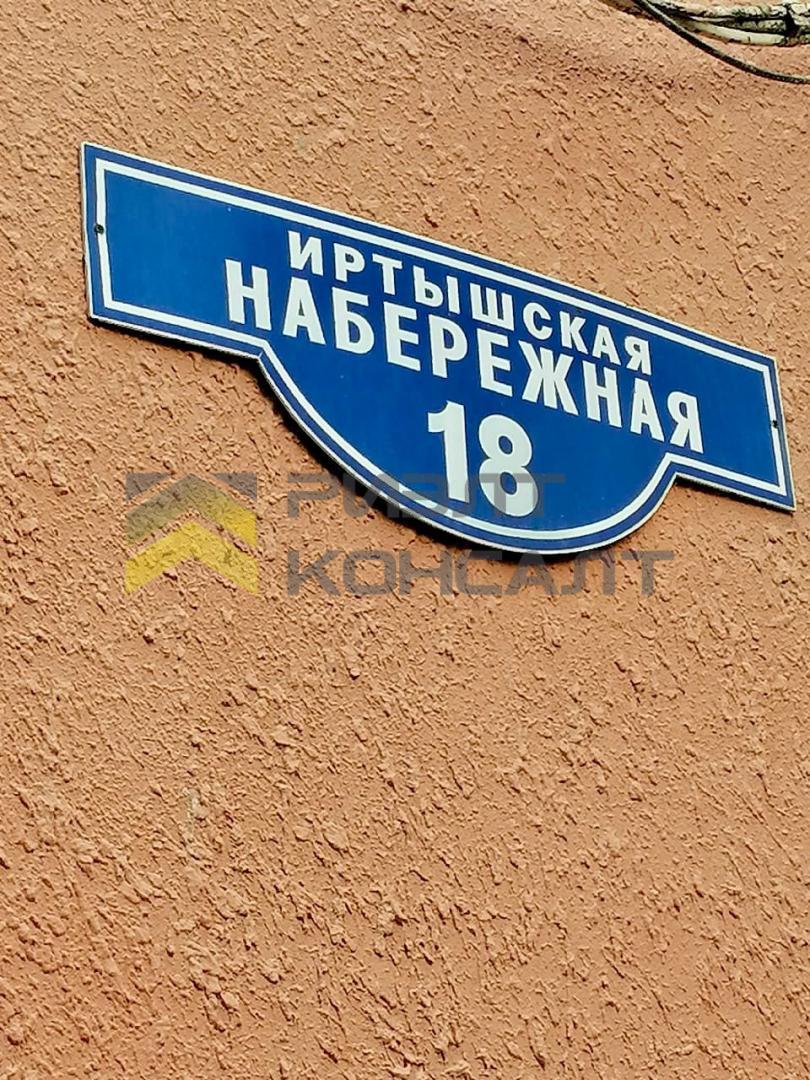 ИРТЫШСКАЯ
НАБЕРЕЖНАЯ
18
РИЭЛТ
КОНСАЛТ